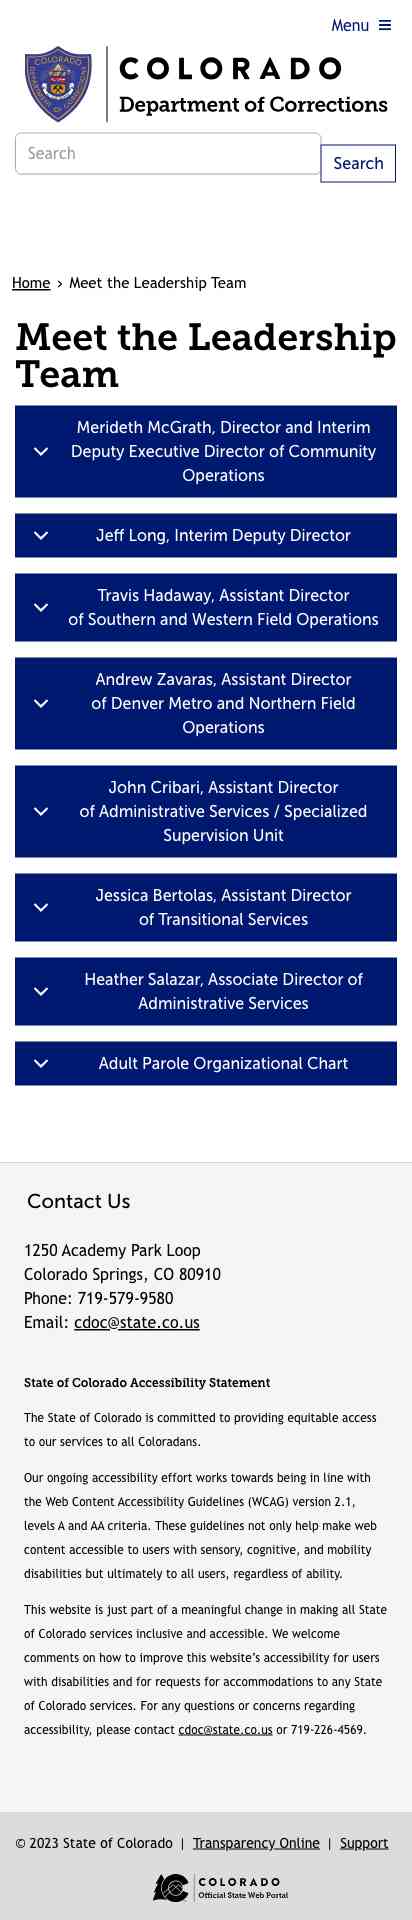 Menu
COLORADO
COLORADO
Department of Corrections
Search
Search
Home › Meet the Leadership Team
Meet the Leadership
Team
Merideth McGrath, Director and Interim
Deputy Executive Director of Community
Operations
Jeff Long, Interim Deputy Director
Travis Hadaway, Assistant Director
of Southern and Western Field Operations
Andrew Zavaras, Assistant Director
of Denver Metro and Northern Field
Operations
John Cribari, Assistant Director
of Administrative Services / Specialized
Supervision Unit
Jessica Bertolas, Assistant Director
of Transitional Services
Heather Salazar, Associate Director of
Administrative Services
Adult Parole Organizational Chart
Contact Us
1250 Academy Park Loop
Colorado Springs, CO 80910
Phone: 719-579-9580
Email: cdoc@state.co.us
State of Colorado Accessibility Statement
The State of Colorado is committed to providing equitable access
to our services to all Coloradans.
Our ongoing accessibility effort works towards being in line with
the Web Content Accessibility Guidelines (WCAG) version 2.1,
levels A and AA criteria. These guidelines not only help make web
content accessible to users with sensory, cognitive, and mobility
disabilities but ultimately to all users, regardless of ability.
This website is just part of a meaningful change in making all State
of Colorado services inclusive and accessible. We welcome
comments on how to improve this website's accessibility for users
with disabilities and for requests for accommodations to any State
of Colorado services. For any questions or concerns regarding
accessibility, please contact cdoc@state.co.us or 719-226-4569.
© 2023 State of Colorado | Transparency Online | Support
COLORADO
Official State Web Portal